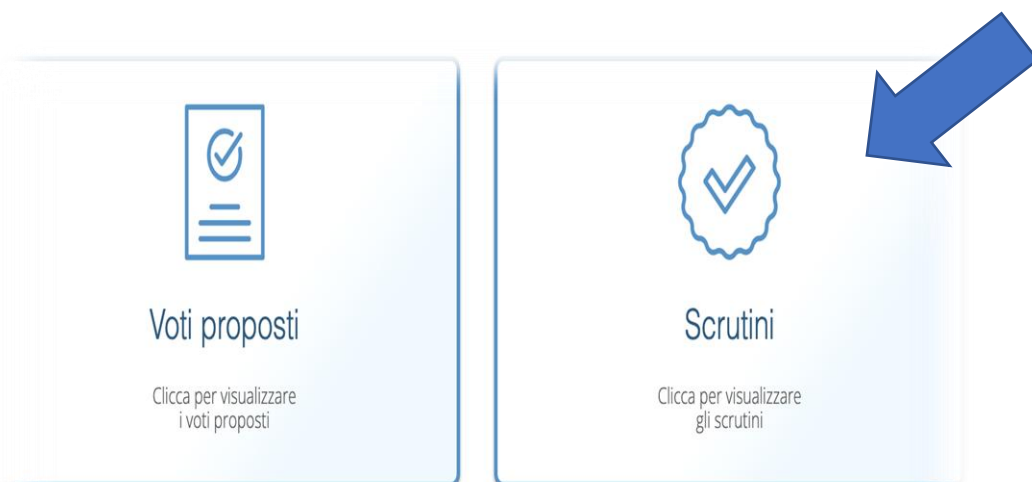 Voti proposti
Clicca per visualizzare
i voti proposti
Scrutini
Clicca per visualizzare
gli scrutini